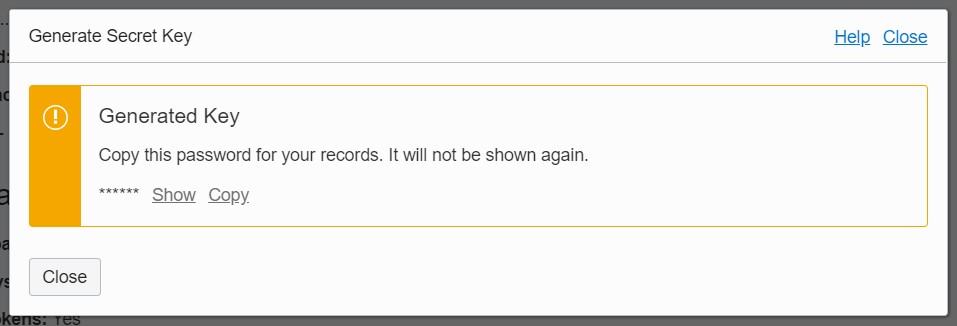 Generate Secret Key
Help Close
Generated Key
Copy this password for your records. It will not be shown again.
****** Show Copy
Close
Yes